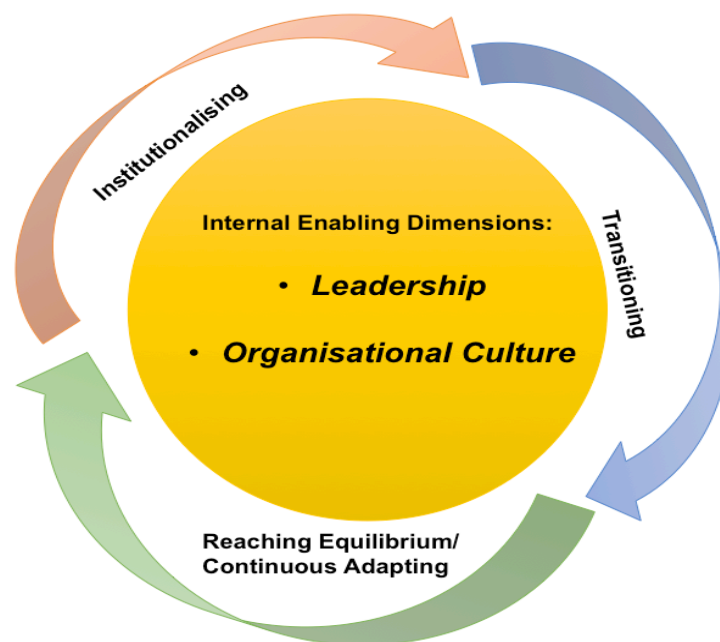 Institutionalising
Transitioning
Internal Enabling Dimensions:
• Leadership
• Organisational Culture
Reaching Equilibrium/
Continuous Adapting